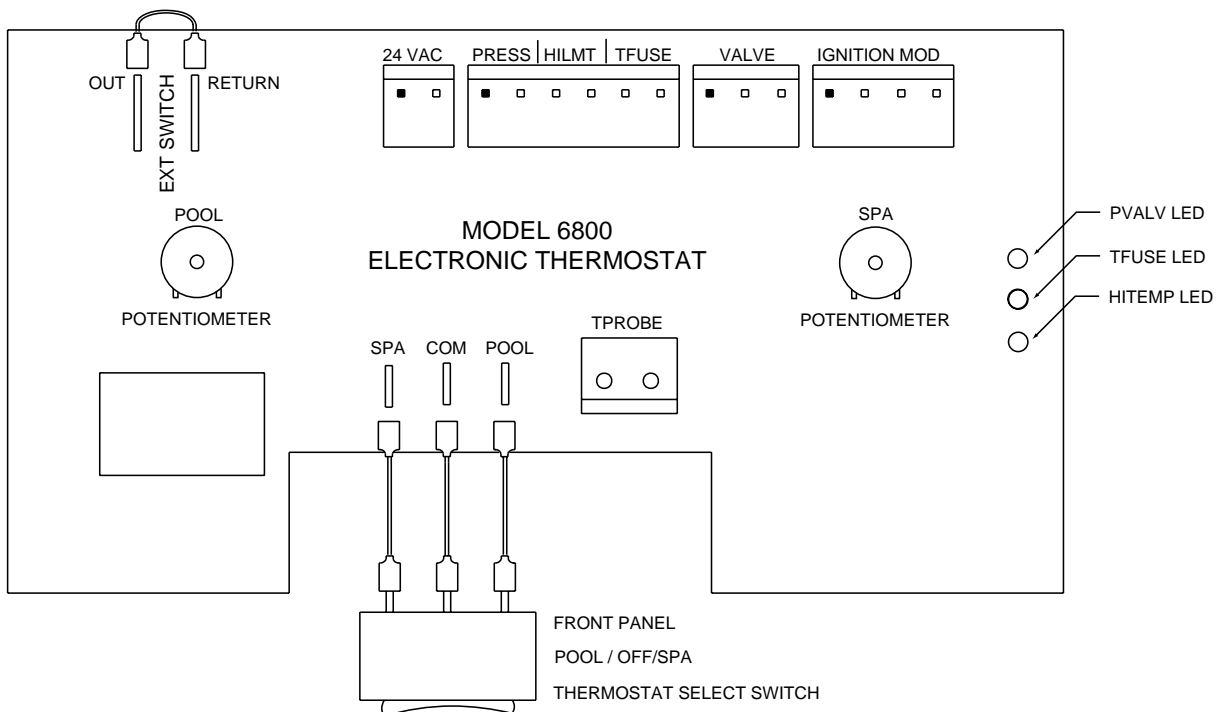 24 VAC
PRESS HILMT TFUSE
VALVE
IGNITION MOD
OUT
EXT SWITCH
RETURN
POOL
POTENTIOMETER
MODEL 6800
ELECTRONIC THERMOSTAT
SPA
POTENTIOMETER
PVALV LED
TFUSE LED
HITEMP LED
TPROBE
SPA COM POOL
FRONT PANEL
POOL / OFF/SPA
THERMOSTAT SELECT SWITCH